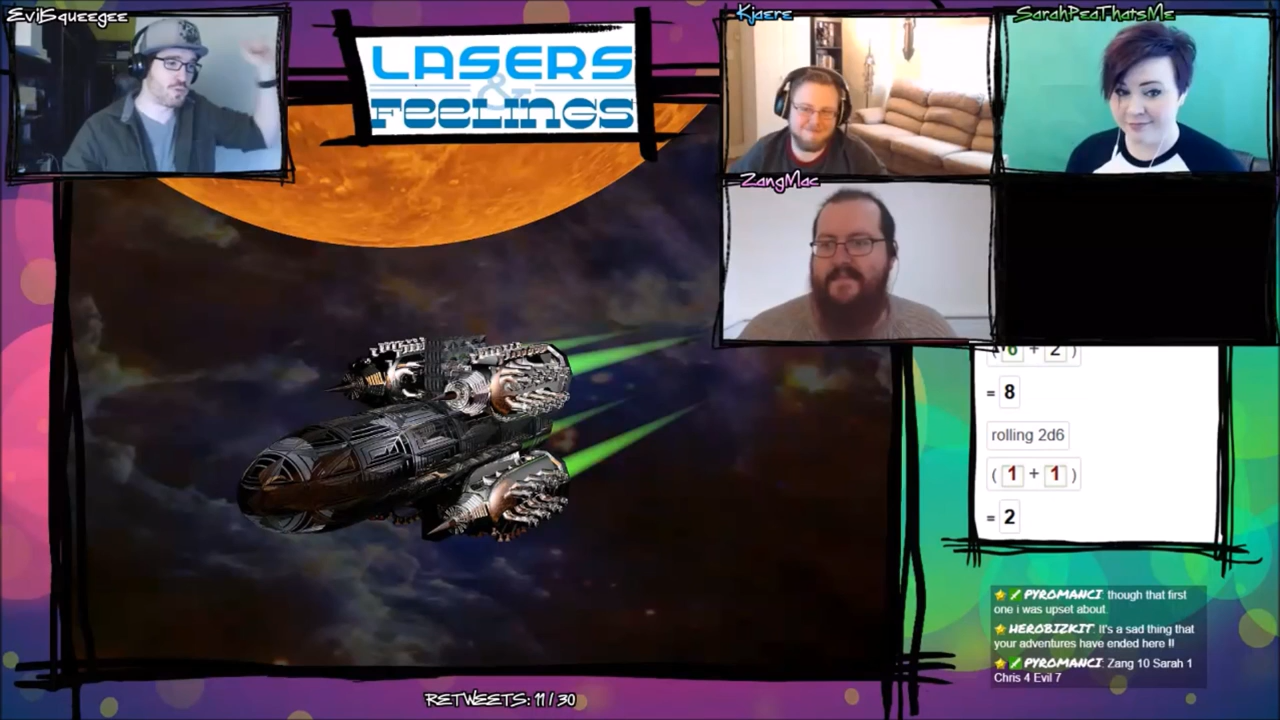 EvilSqueegee
LASERS
&
FEELINGS
Kjaere
SarahPeaThatsMe
ZangMac
( 6 + 2 )
= 8
rolling 2d6
( 1 + 1 )
= 2
PYROMANCI: though that first
one i was upset about.
HEROBIZKIT: It's a sad thing that
your adventures have ended here !!
PYROMANCI: Zang 10 Sarah 1
Chris 4 Evil 7
RETWEETS: 11 / 30